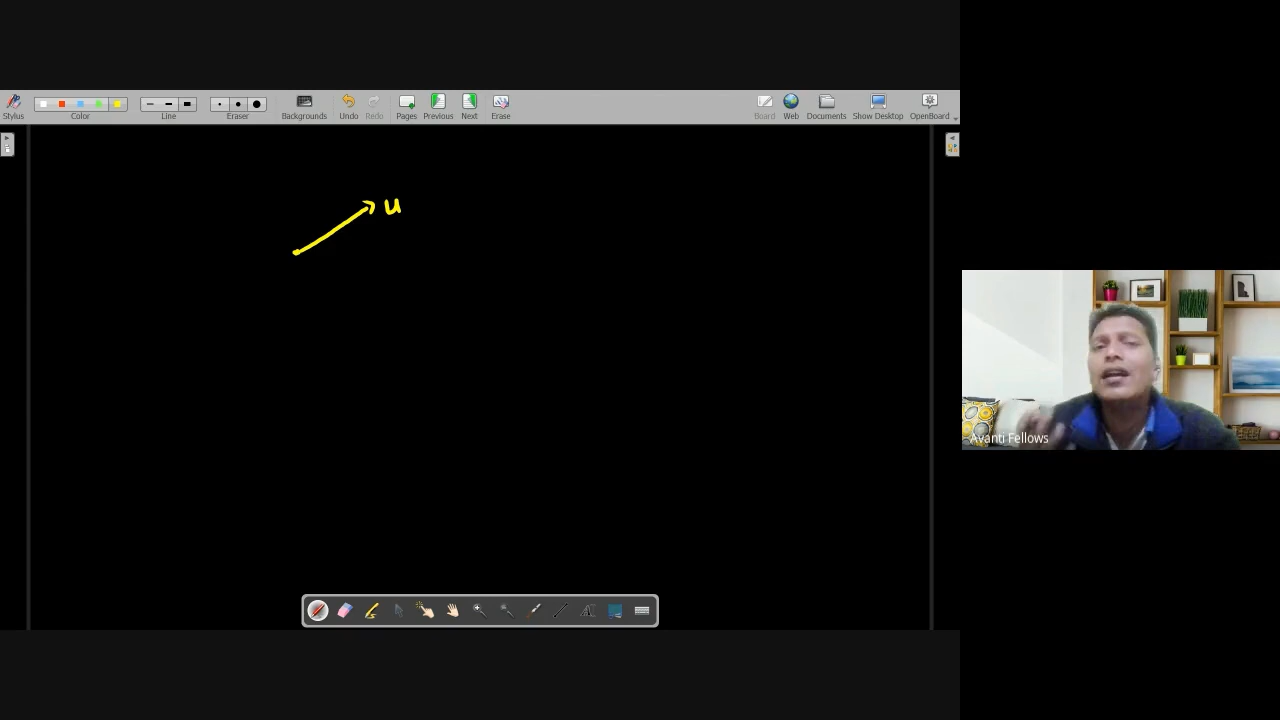 Stylus Color Line Eraser Backgrounds Undo Redo Pages Previous Next Erase Board Web Documents Show Desktop OpenBoard
u
Avanti Fellows